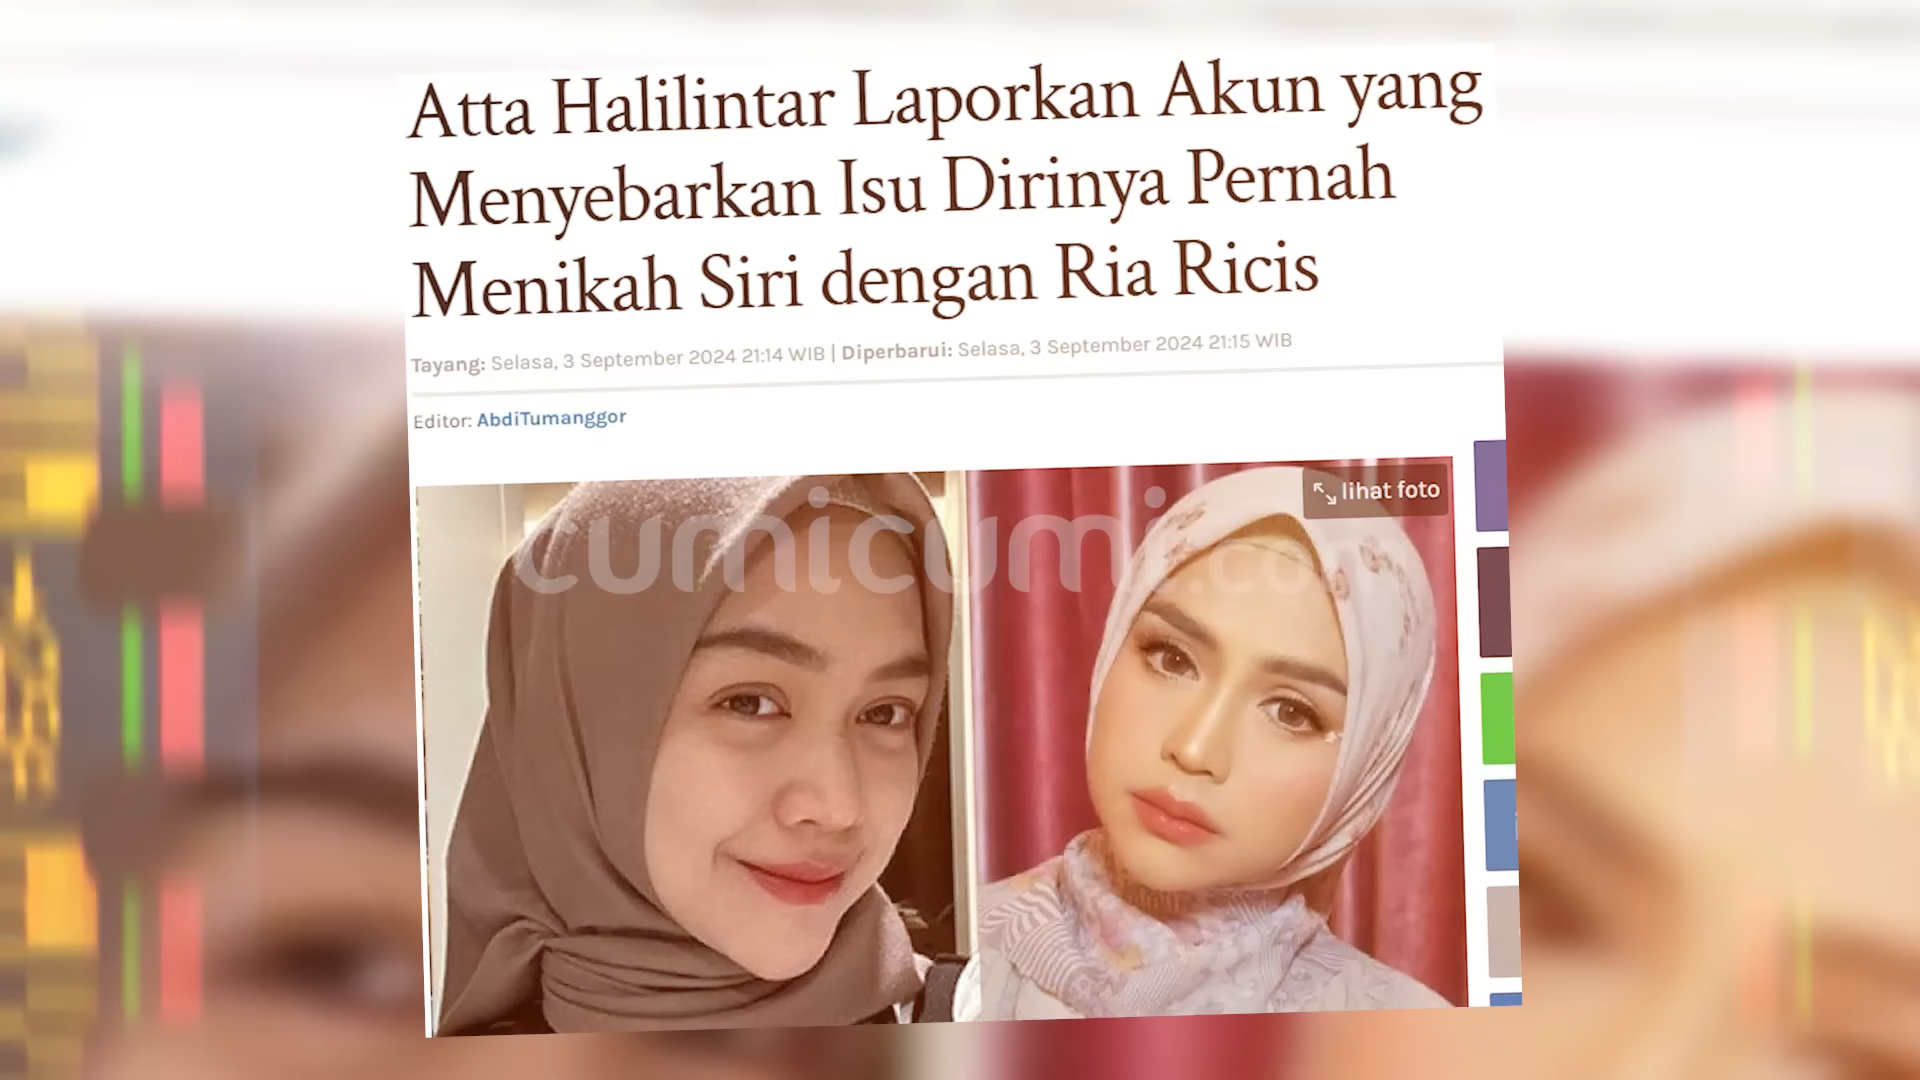 Atta Halilintar Laporkan Akun yang
Menyebarkan Isu Dirinya Pernah
Menikah Siri dengan Ria Ricis
Tayang: Selasa, 3 September 2024 21:14 WIB | Diperbarui: Selasa, 3 September 2024 21:15 WIB
Editor: AbdiTumanggor
lihat foto
cumicumi.com